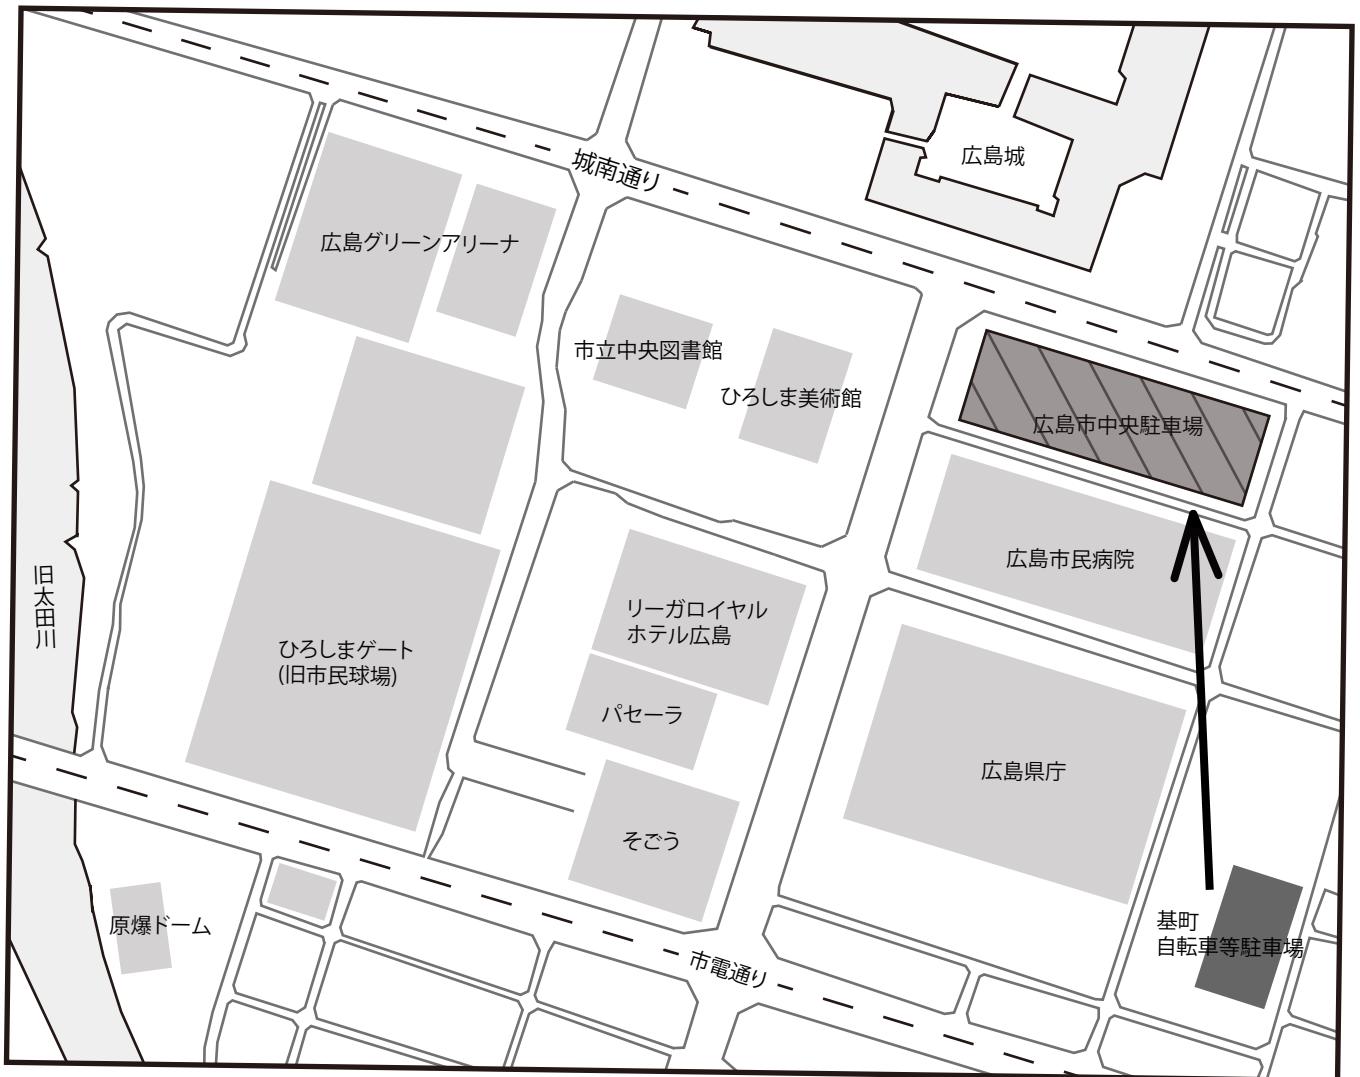 城南通り
広島城
広島グリーンアリーナ
市立中央図書館
ひろしま美術館
広島市中央駐車場
広島市民病院
旧太田川
リーガロイヤル
ホテル広島
ひろしまゲート
(旧市民球場)
パセーラ
広島県庁
そごう
原爆ドーム
基町
自転車等駐車場
市電通り